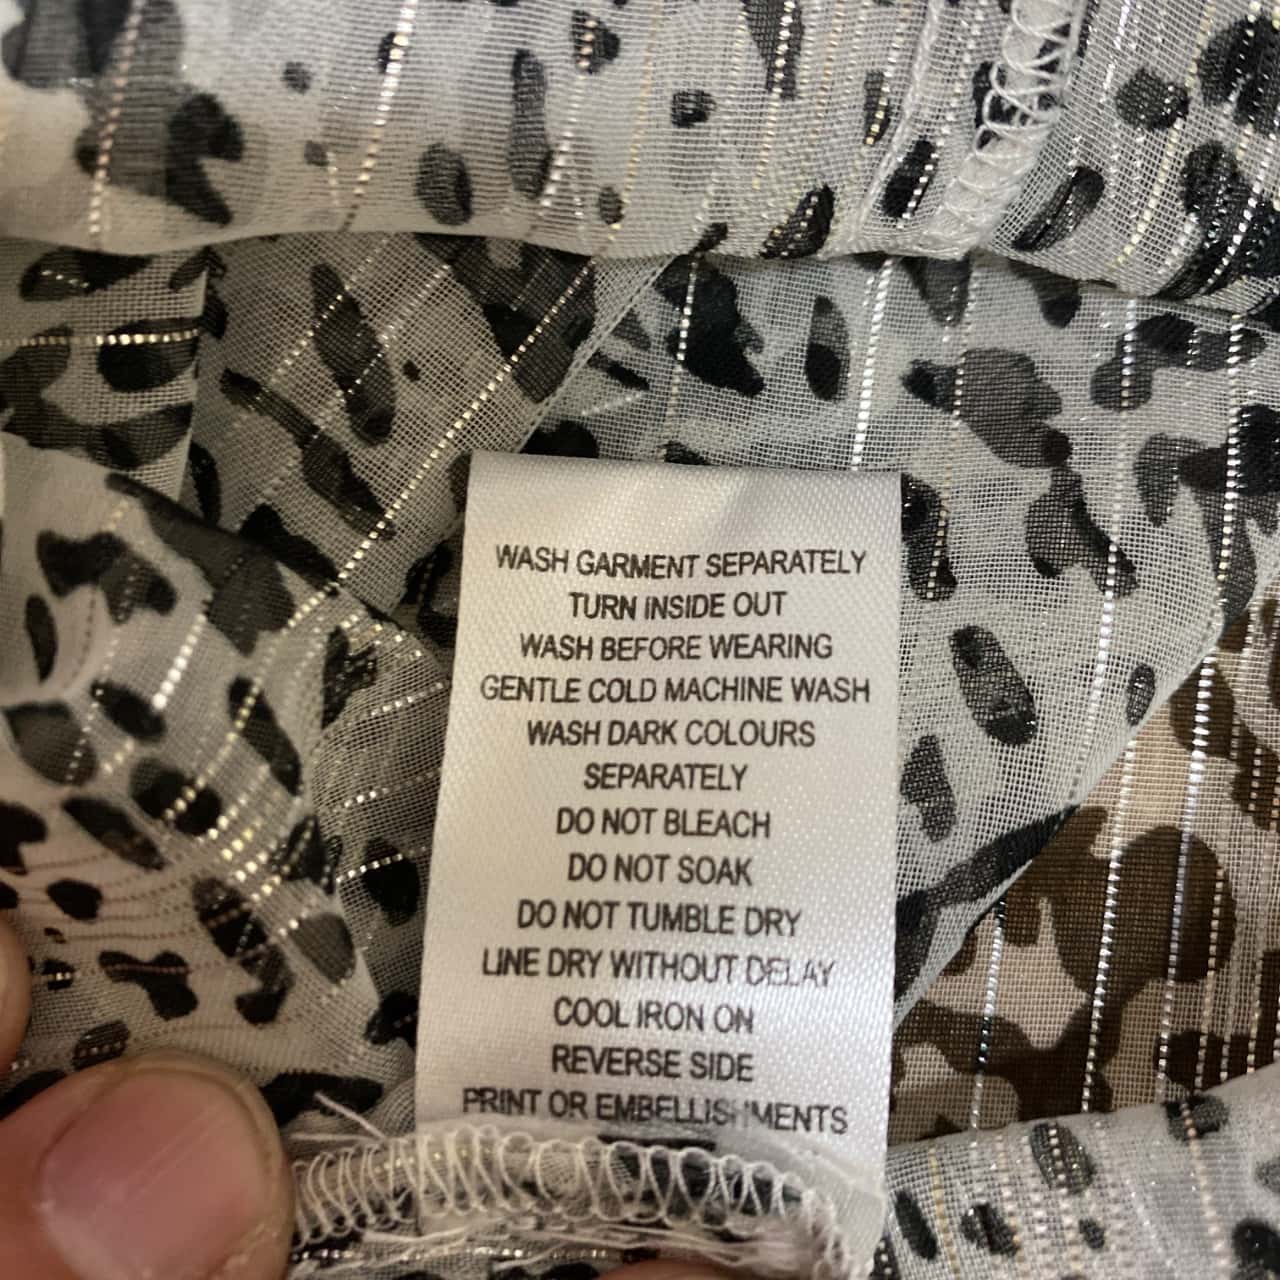 WASH GARMENT SEPARATELY
TURN INSIDE OUT
WASH BEFORE WEARING
GENTLE COLD MACHINE WASH
WASH DARK COLOURS
SEPARATELY
DO NOT BLEACH
DO NOT SOAK
DO NOT TUMBLE DRY
LINE DRY WITHOUT DELAY
COOL IRON ON
REVERSE SIDE
PRINT OR EMBELLISHMENTS